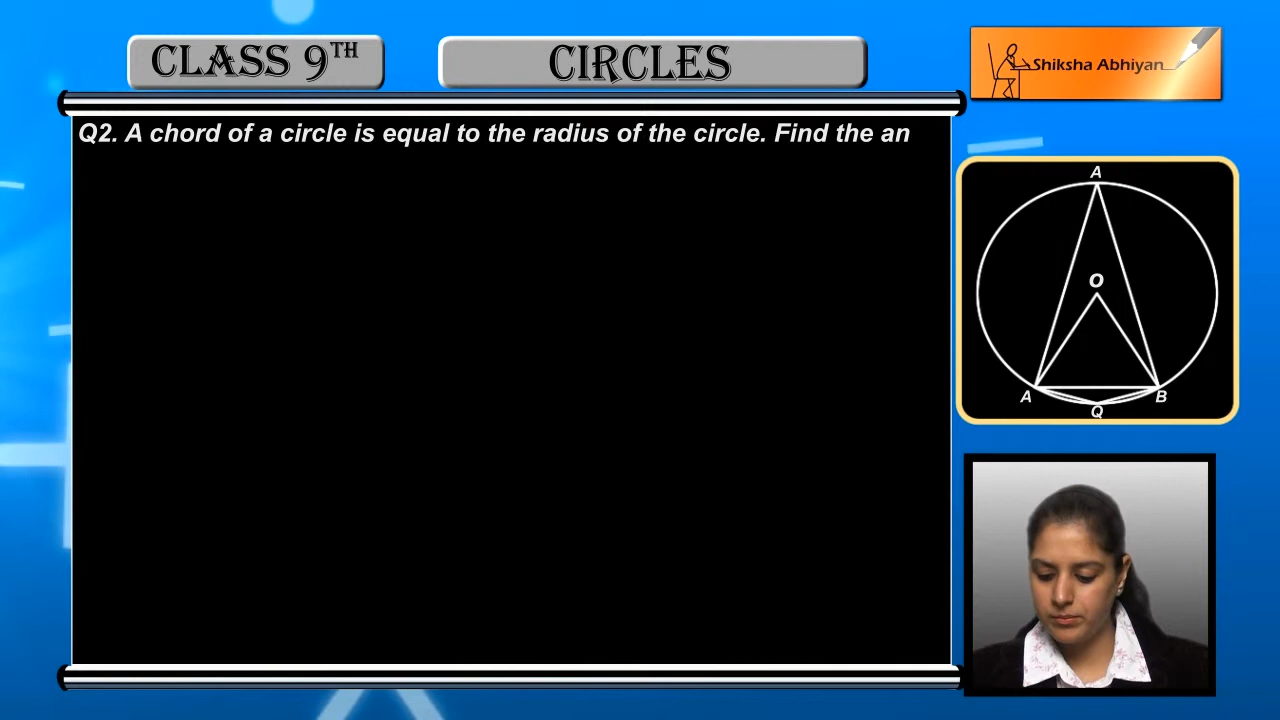 CLASS 9TH
CIRCLES
Shiksha Abhiyan
Q2. A chord of a circle is equal to the radius of the circle. Find the an
A
O
A
B
Q